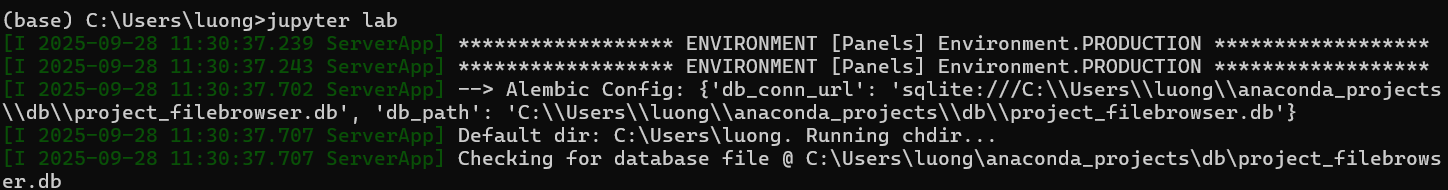 (base) C:\Users\luong>jupyter lab
[I 2025-09-28 11:30:37.239 ServerApp] ****************** ENVIRONMENT [Panels] Environment.PRODUCTION ******************
[I 2025-09-28 11:30:37.243 ServerApp] ****************** ENVIRONMENT [Panels] Environment.PRODUCTION ******************
[I 2025-09-28 11:30:37.702 ServerApp] --> Alembic Config: {'db_conn_url': 'sqlite:///C:\\Users\\luong\\anaconda_projects
\\db\\project_filebrowser.db', 'db_path': 'C:\\Users\\luong\\anaconda_projects\\db\\project_filebrowser.db'}
[I 2025-09-28 11:30:37.707 ServerApp] Default dir: C:\Users\luong. Running chdir...
[I 2025-09-28 11:30:37.707 ServerApp] Checking for database file @ C:\Users\luong\anaconda_projects\db\project_filebrows
er.db